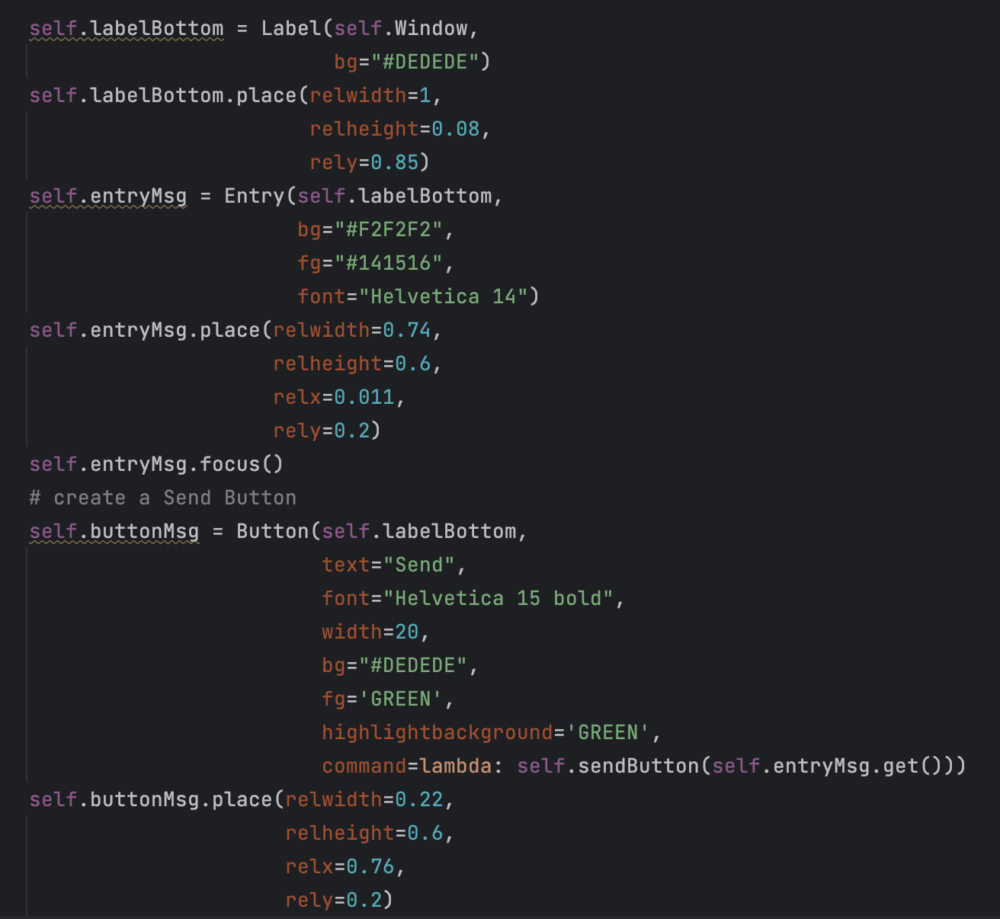 self.labelBottom = Label(self.Window,
                         bg="#DEDEDE")
self.labelBottom.place(relwidth=1,
                       relheight=0.08,
                       rely=0.85)
self.entryMsg = Entry(self.labelBottom,
                      bg="#F2F2F2",
                      fg="#141516",
                      font="Helvetica 14")
self.entryMsg.place(relwidth=0.74,
                    relheight=0.6,
                    relx=0.011,
                    rely=0.2)
self.entryMsg.focus()
# create a Send Button
self.buttonMsg = Button(self.labelBottom,
                        text="Send",
                        font="Helvetica 15 bold",
                        width=20,
                        bg="#DEDEDE",
                        fg='GREEN',
                        highlightbackground='GREEN',
                        command=lambda: self.sendButton(self.entryMsg.get()))
self.buttonMsg.place(relwidth=0.22,
                     relheight=0.6,
                     relx=0.76,
                     rely=0.2)